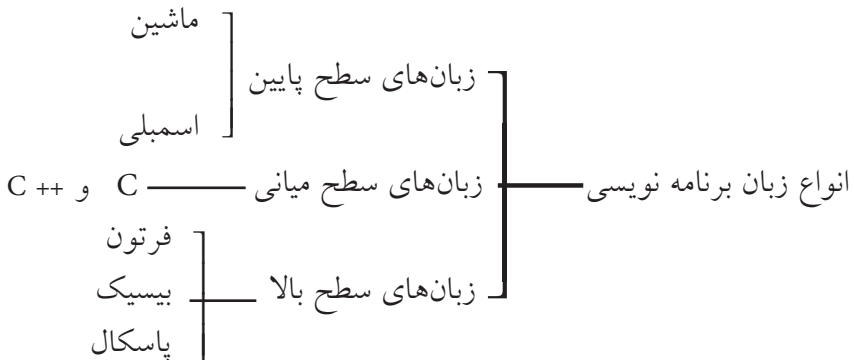 انواع زبان برنامه نویسی
زبان‌های سطح پایین
ماشین
اسمبلی
زبان‌های سطح میانی
C و C ++
زبان‌های سطح بالا
فرتون
بیسیک
پاسکال